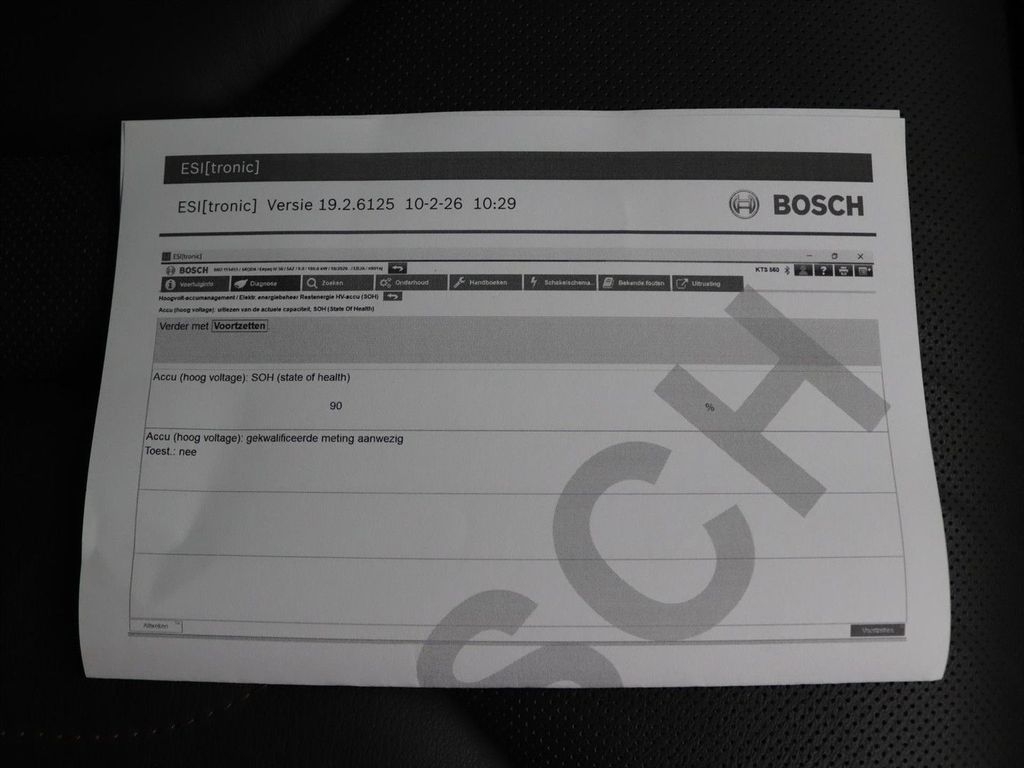 ESI[tronic]
ESI[tronic] Versie 19.2.6125 10-2-26 10:29
BOSCH
ESI[tronic]
BOSCH
KTS 560
Voertuiginfo Diagnose Zoeken Onderhoud Handboeken Schakelschema... Bekende fouten Uitrusting
Hoogvolt-accumanagement / Elektr. energiebeheer Restenergie HV-accu (SOH)
Accu (hoog voltage): uitlezen van de actuele capaciteit, SOH (State Of Health)
Verder met Voortzetten
Accu (hoog voltage): SOH (state of health)
90 %
Accu (hoog voltage): gekwalificeerde meting aanwezig
Toest.: nee
Afbreken
Voortzetten
SCH